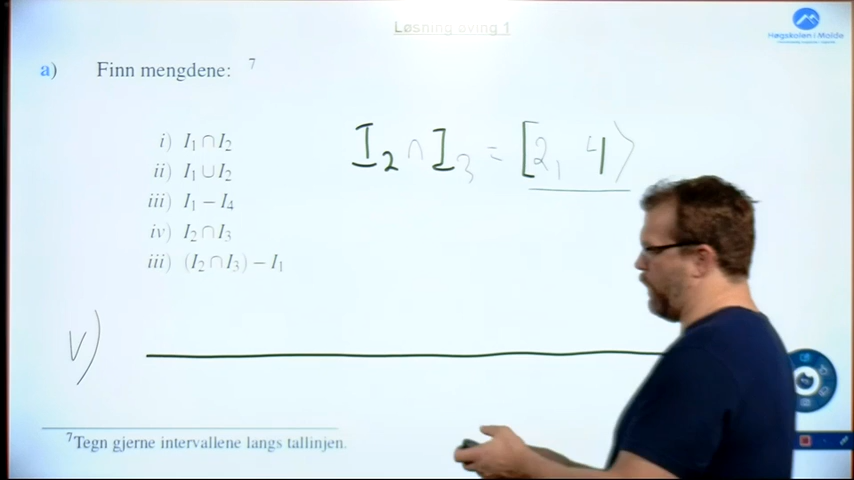 Løsning øving 1
Høgskolen i Molde
a) Finn mengdene: 7
i) I₁ ∩ I₂
I₂ ∩ I₃ = [2, 4⟩
ii) I₁ ∪ I₂
iii) I₁ − I₄
iv) I₂ ∩ I₃
iii) (I₂ ∩ I₃) − I₁
V)
7Tegn gjerne intervallene langs tallinjen.